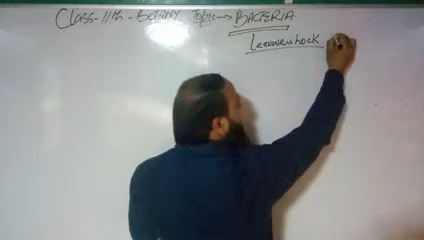 Class-11th - BOTANY Topic → BACTERIA.
Leeuwenhock